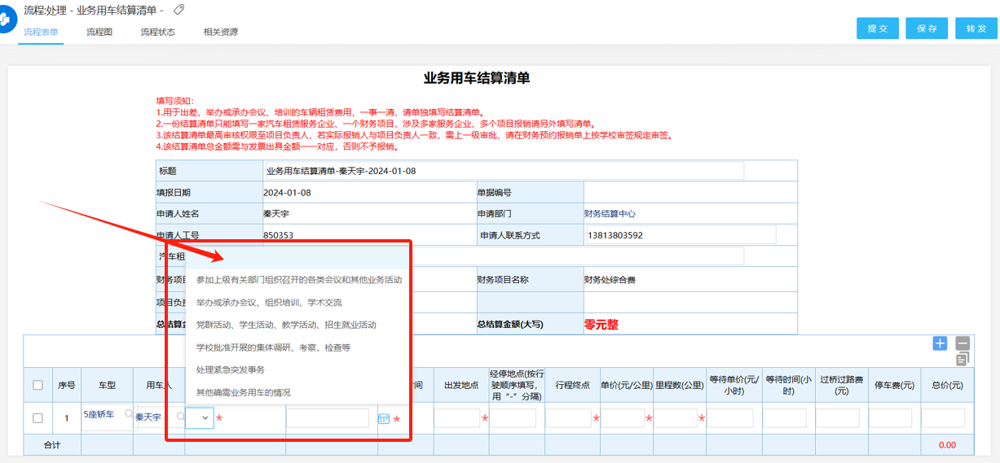 流程:处理 - 业务用车结算清单 -
流程表单 流程图 流程状态 相关资源
提 交 保 存 转 发
业务用车结算清单
填写须知:
1.用于出差、举办或承办会议、培训的车辆租赁费用，一事一清，请单独填写结算清单。
2.一份结算清单只能填写一家汽车租赁服务企业、一个财务项目，涉及多家服务企业、多个项目报销请另外填写清单。
3.该结算清单最高审核权限至项目负责人，若实际报销人与项目负责人一致，需上一级审批，请在财务预约报销单上按学校审签规定审签。
4.该结算清单总金额需与发票出具金额一一对应，否则不予报销。
标题 业务用车结算清单-秦天宇-2024-01-08
填报日期 2024-01-08 单据编号
申请人姓名 秦天宇 申请部门 财务结算中心
申请人工号 850353 申请人联系方式 13813803592
汽车租
财务项目 财务项目名称 财务处综合费
项目负责
总结算金 总结算金额(大写) 零元整
参加上级有关部门组织召开的各类会议和其他业务活动
举办或承办会议、组织培训、学术交流
党群活动、学生活动、教学活动、招生就业活动
学校批准开展的集体调研、考察、检查等
处理紧急突发事务
其他确需业务用车的情况
序号 车型 用车人 间 出发地点 经停地点(按行驶顺序填写，用“-”分隔) 行程终点 单价(元/公里) 里程数(公里) 等待单价(元/小时) 等待时间(小时) 过桥过路费(元) 停车费(元) 总价(元)
1 5座轿车 秦天宇 * * * * * *
合计 0.00